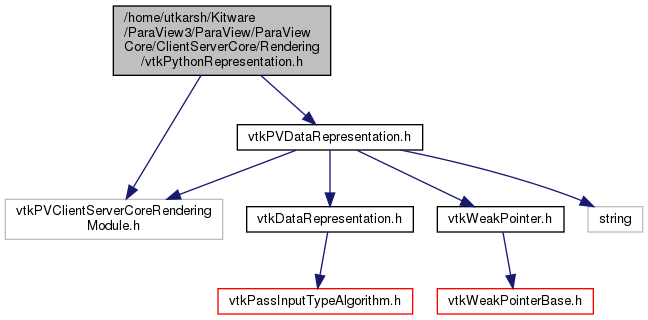 /home/utkarsh/Kitware
/ParaView3/ParaView/ParaView
Core/ClientServerCore/Rendering
/vtkPythonRepresentation.h
vtkPVDataRepresentation.h
vtkPVClientServerCoreRendering
Module.h
vtkDataRepresentation.h
vtkWeakPointer.h
string
vtkPassInputTypeAlgorithm.h
vtkWeakPointerBase.h